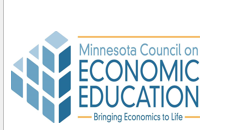 Minnesota Council on
ECONOMIC
EDUCATION
Bringing Economics to Life